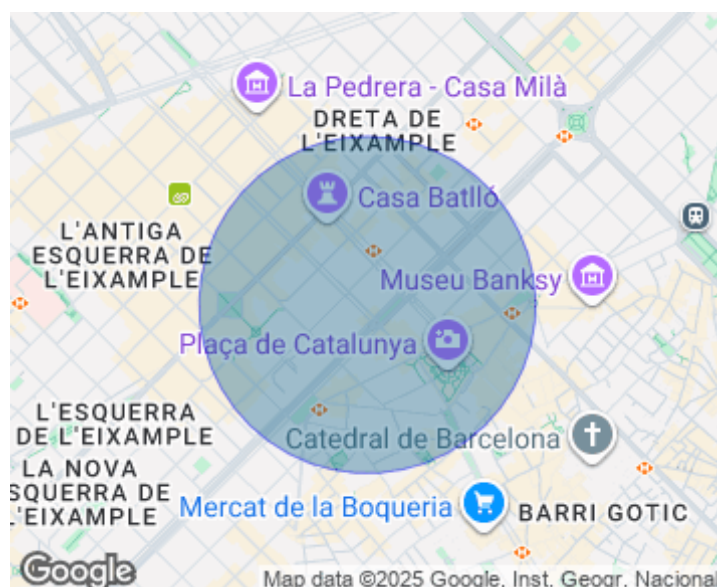 La Pedrera - Casa Milà
DRETA DE
L'EIXAMPLE
Casa Batlló
L'ANTIGA
ESQUERRA DE
L'EIXAMPLE
Museu Banksy
Plaça de Catalunya
L'ESQUERRA
DE L'EIXAMPLE
Catedral de Barcelona
LA NOVA
SQUERRA DE
L'EIXAMPLE
Mercat de la Boqueria
BARRI GOTIC
Google
Map data ©2025 Google, Inst. Geogr. Nacional